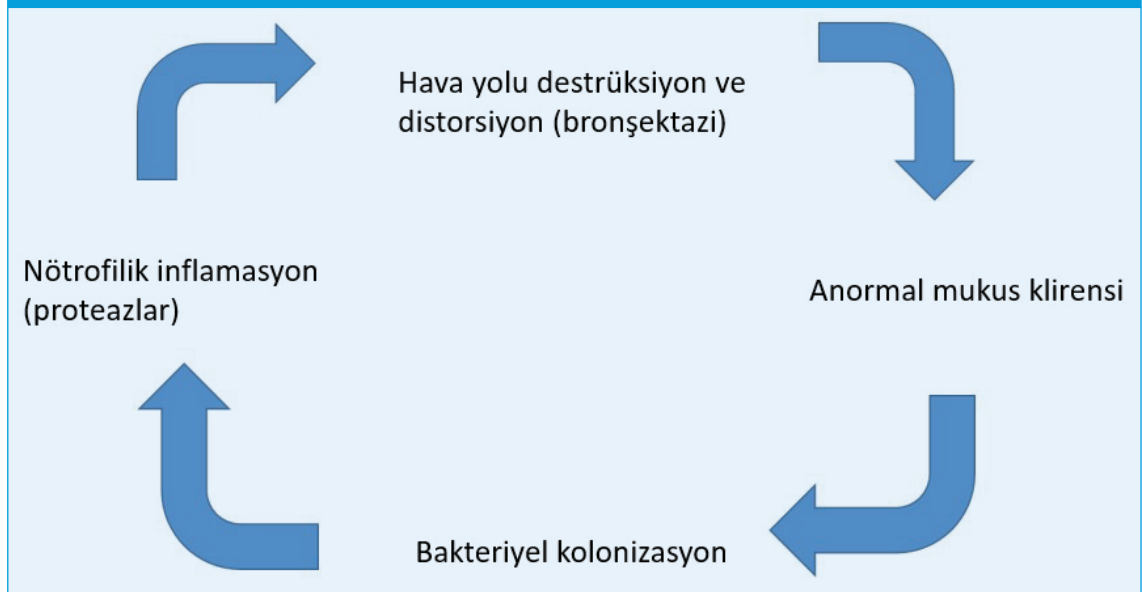 Hava yolu destrüksiyon ve
distorsiyon (bronşektazi)
Nötrofilik inflamasyon
(proteazlar)
Anormal mukus klirensi
Bakteriyel kolonizasyon